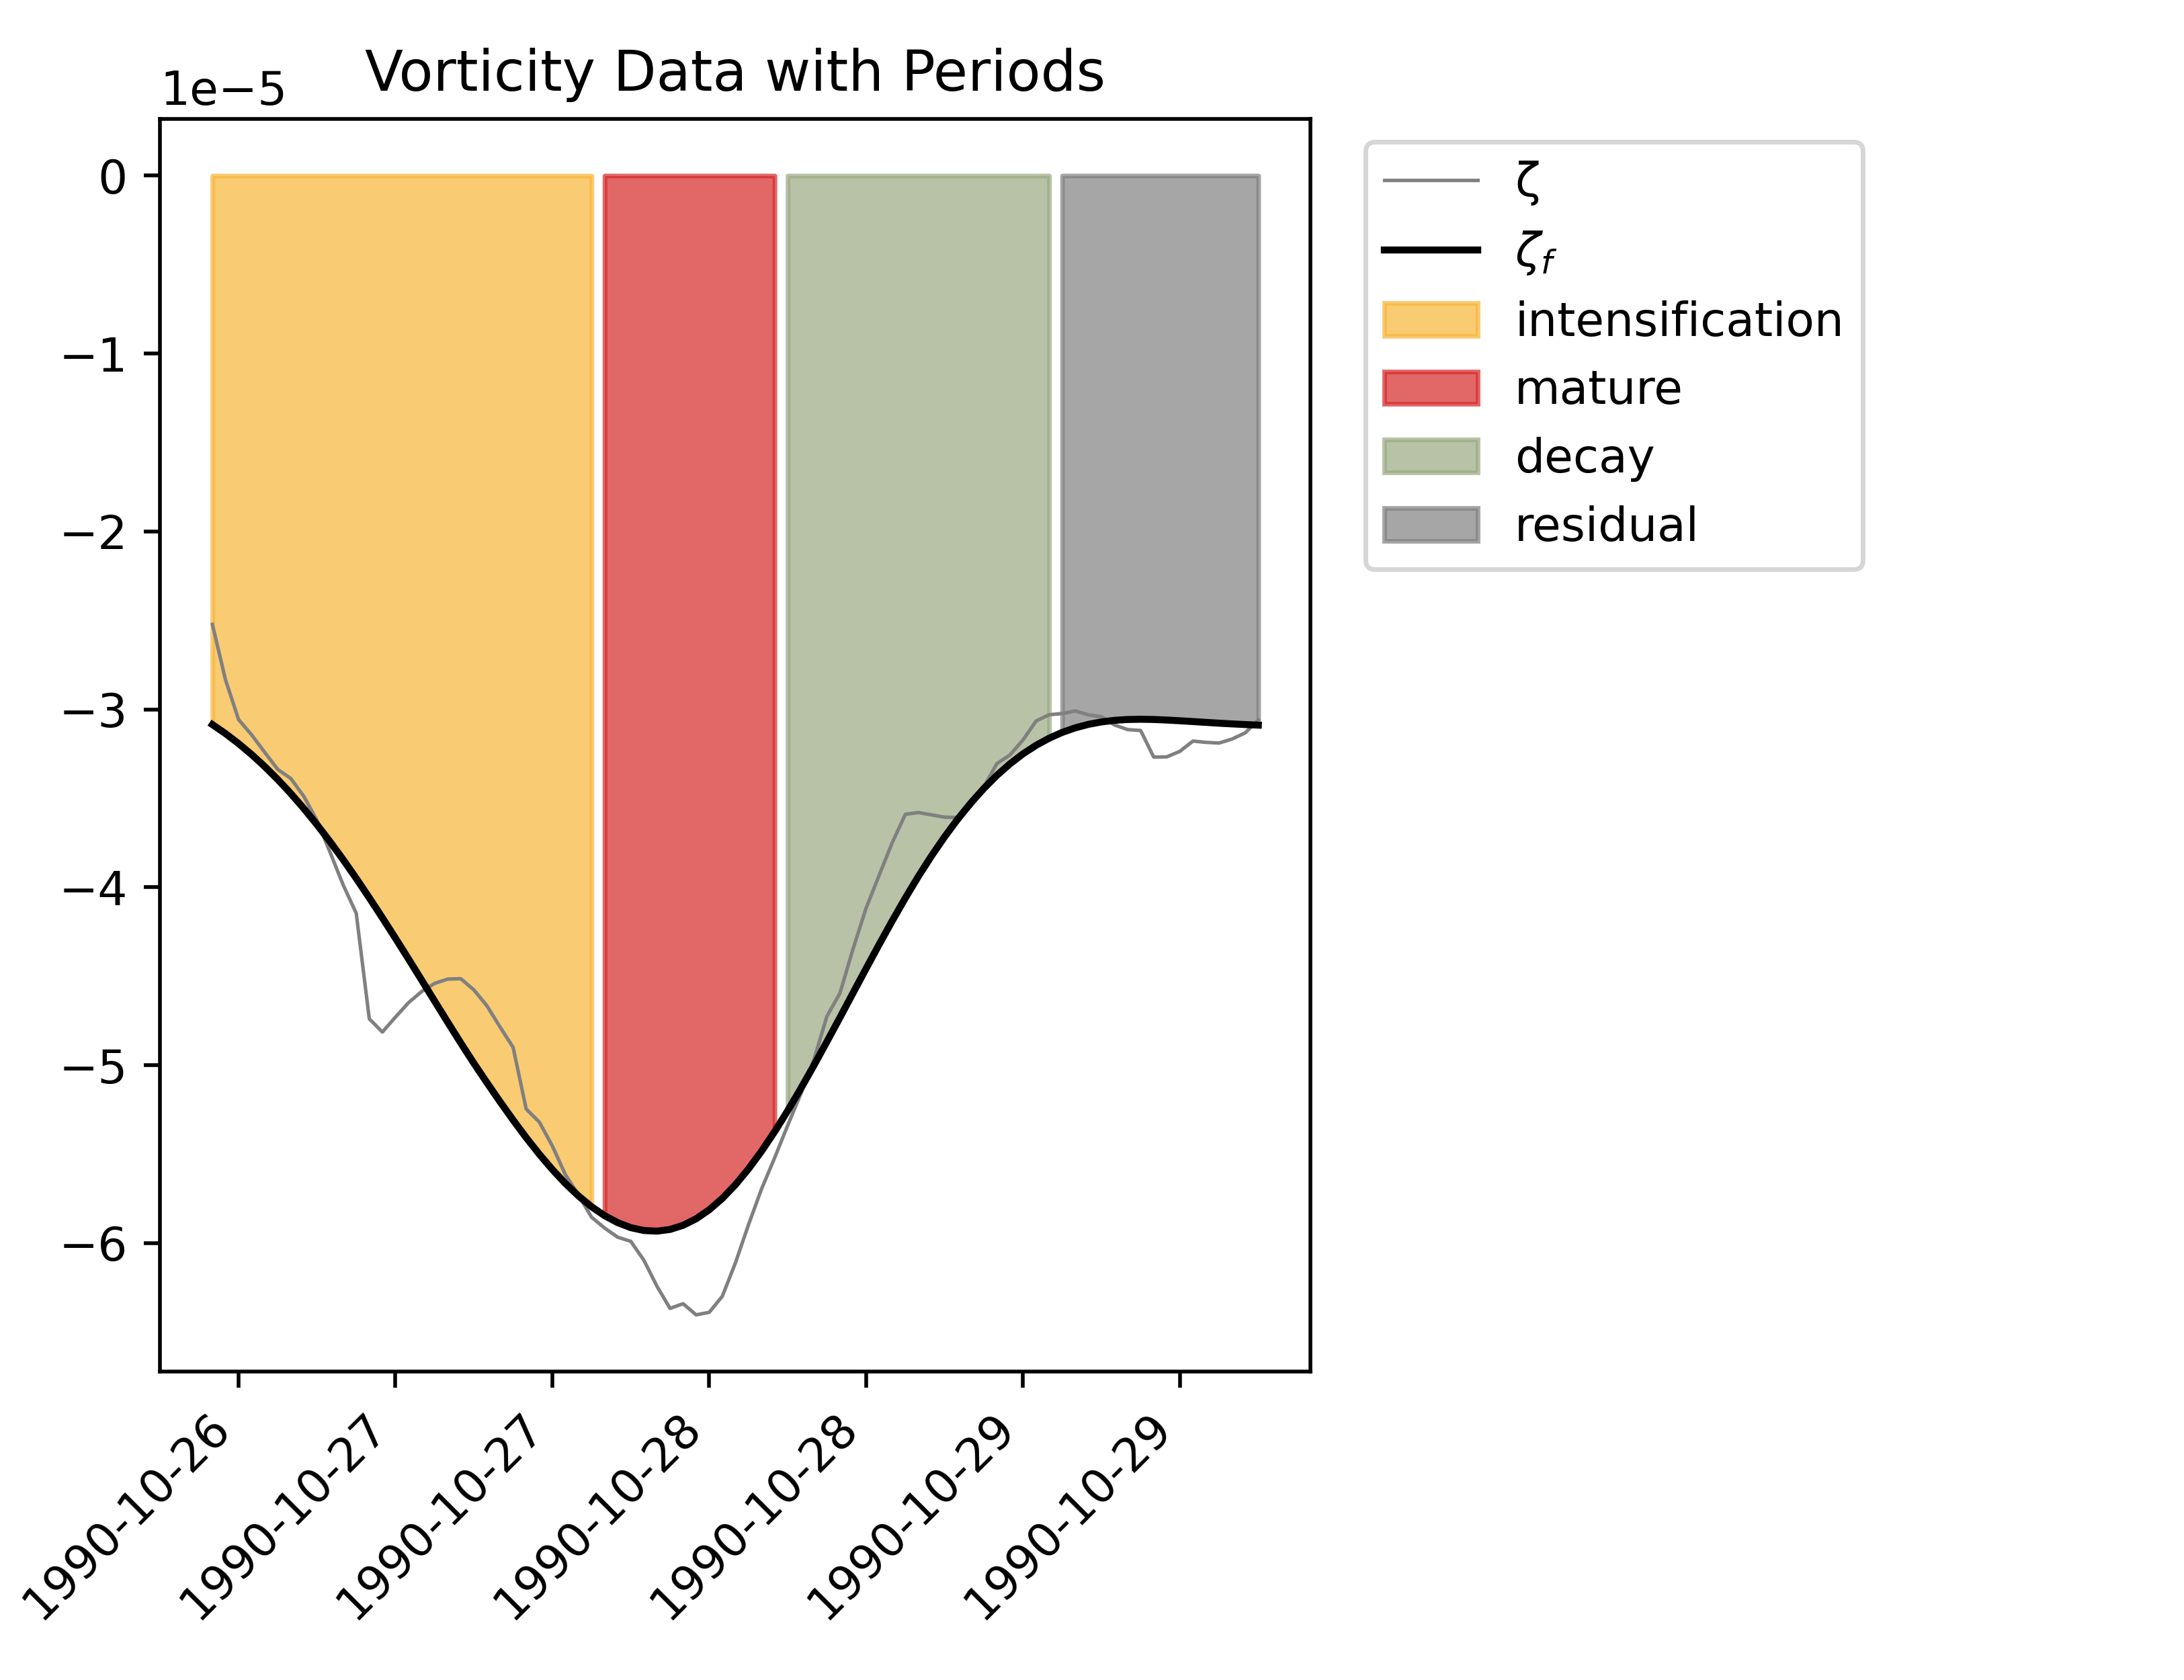 Vorticity Data with Periods
1e−5
0
−1
−2
−3
−4
−5
−6
1990-10-26
1990-10-27
1990-10-27
1990-10-28
1990-10-28
1990-10-29
1990-10-29
ζ
ζf
intensification
mature
decay
residual